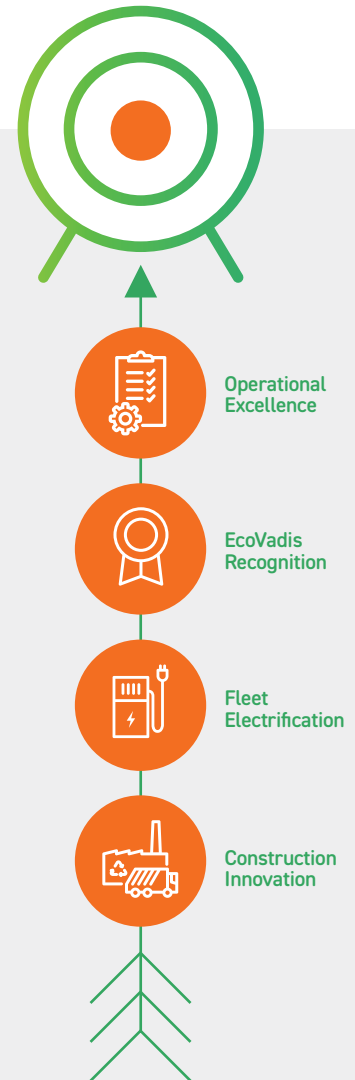 Operational
Excellence
EcoVadis
Recognition
Fleet
Electrification
Construction
Innovation